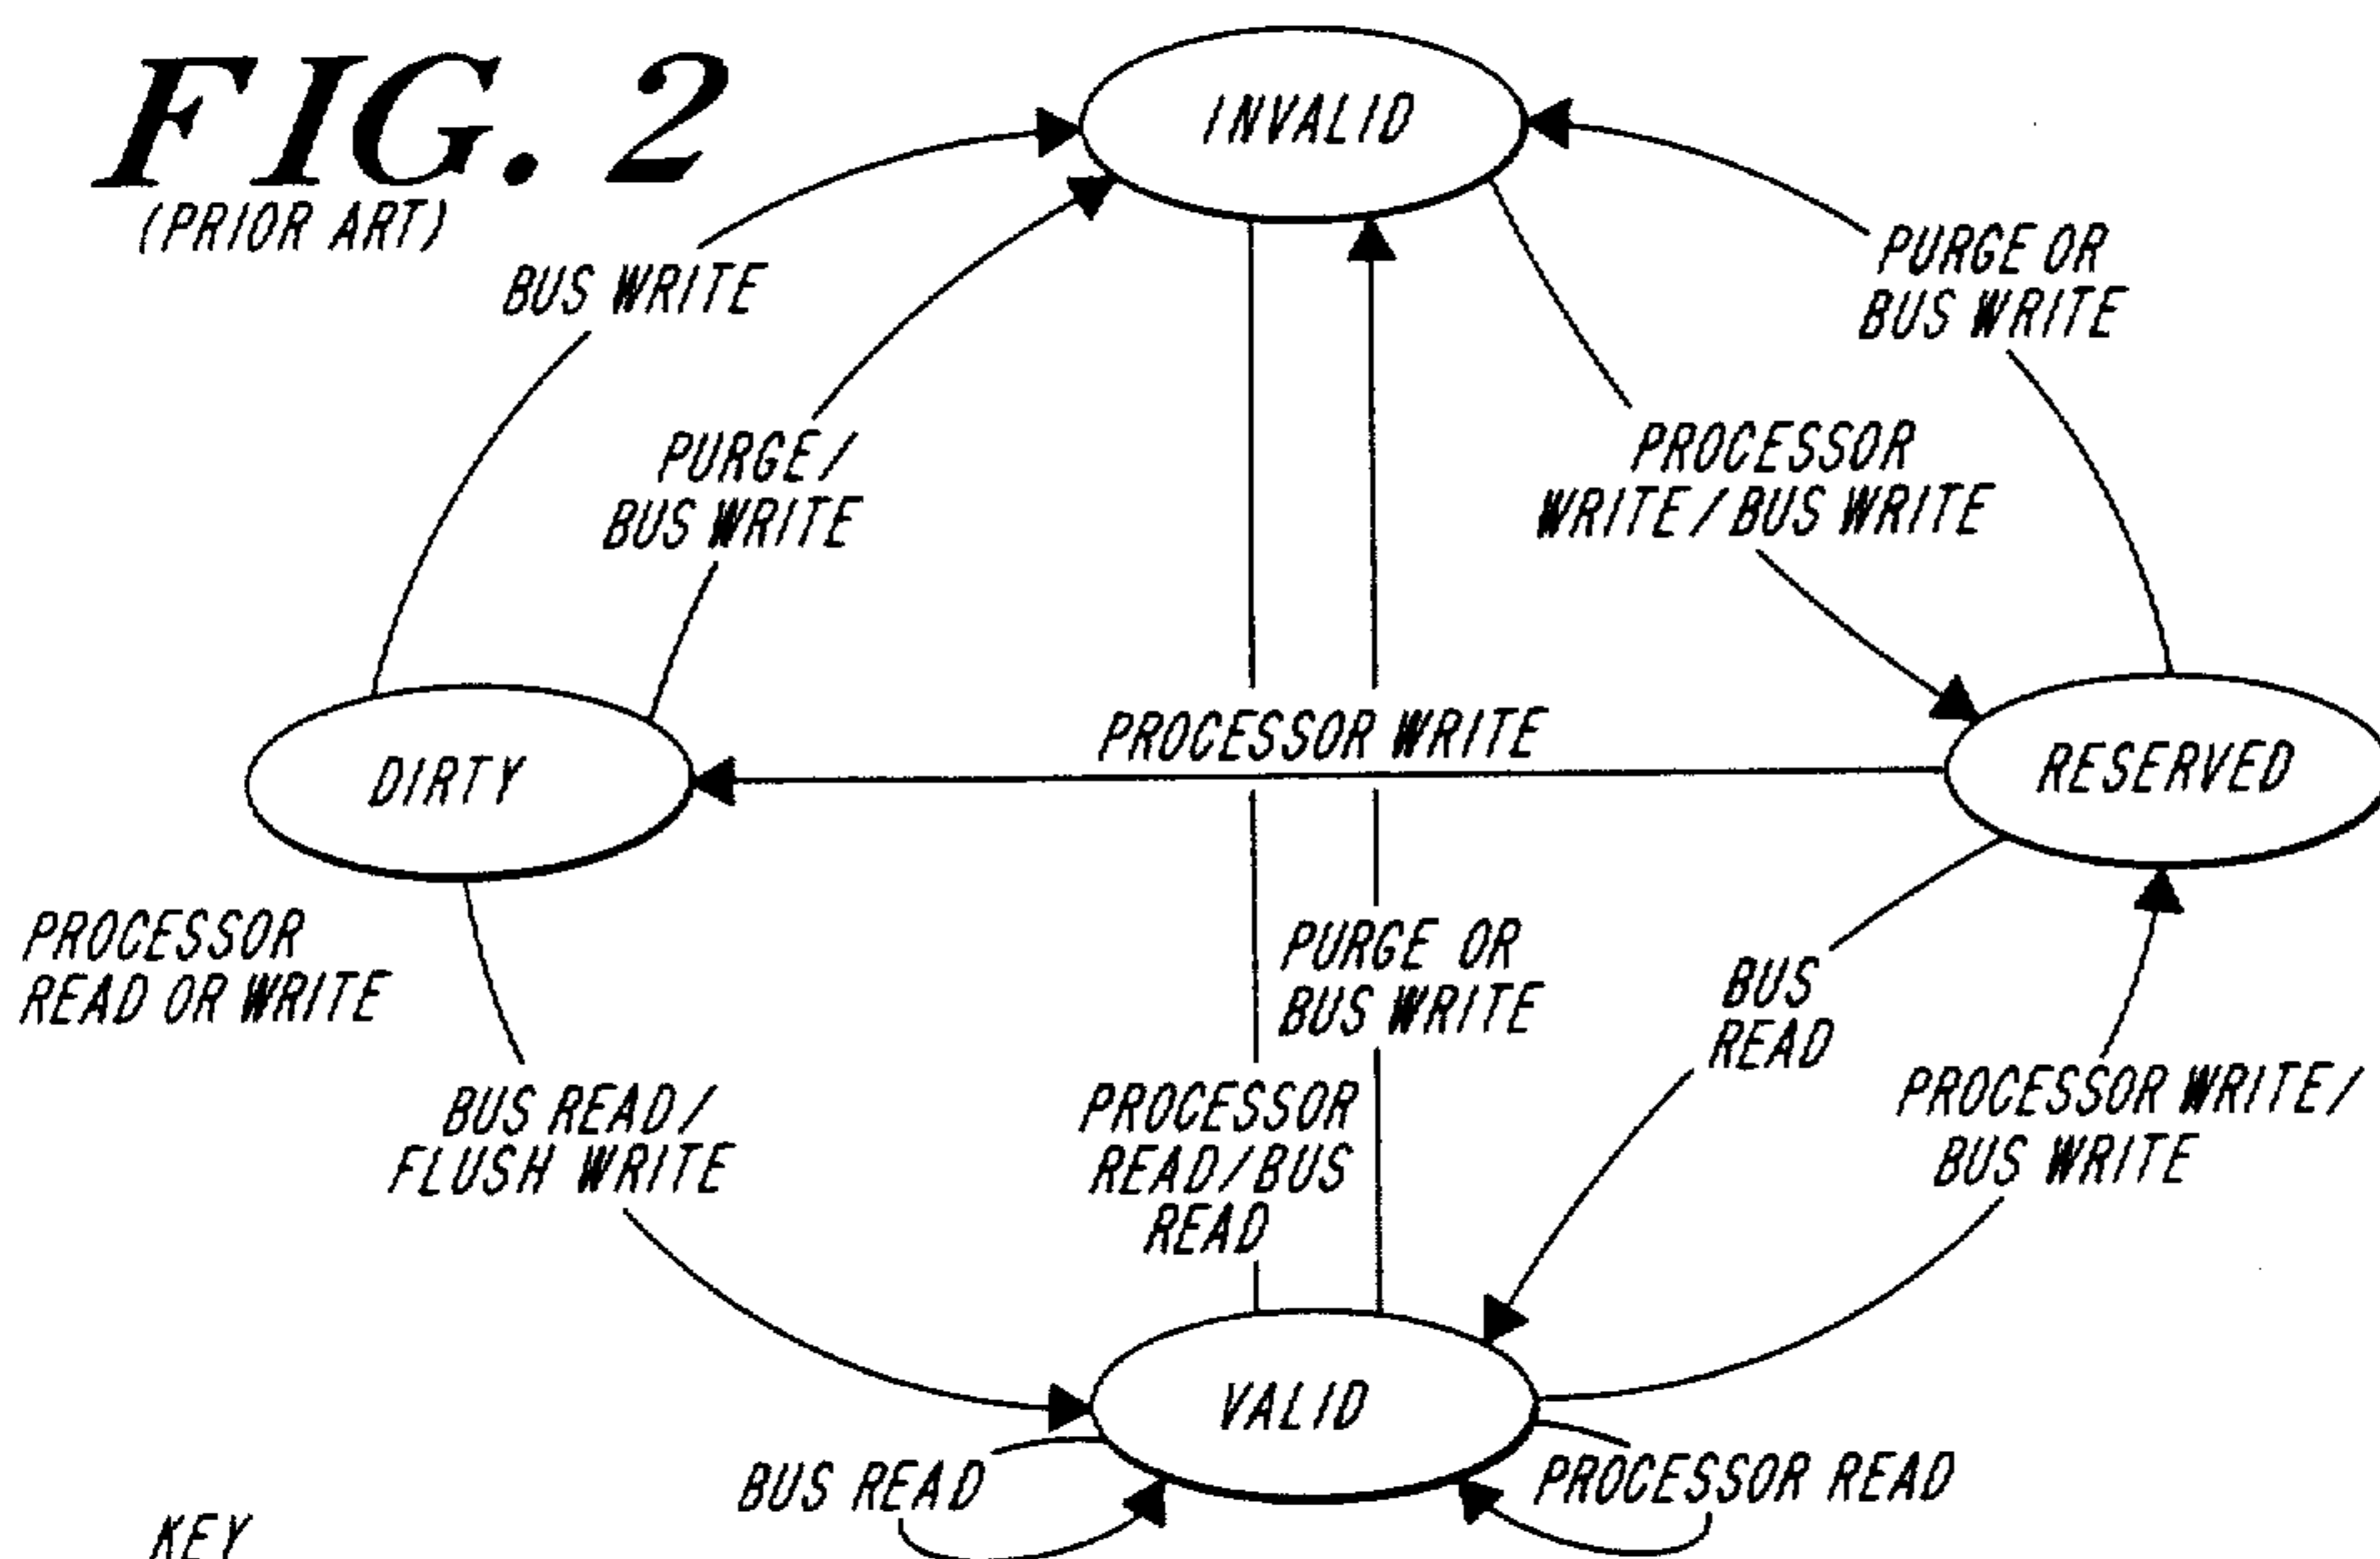 FIG. 2
(PRIOR ART)
INVALID
BUS WRITE
PURGE OR
BUS WRITE
PURGE/
BUS WRITE
PROCESSOR
WRITE/BUS WRITE
PROCESSOR WRITE
DIRTY
RESERVED
PROCESSOR
READ OR WRITE
PURGE OR
BUS WRITE
BUS
READ
BUS READ/
FLUSH WRITE
PROCESSOR
READ/BUS
READ
PROCESSOR WRITE/
BUS WRITE
VALID
BUS READ
PROCESSOR READ
KEY